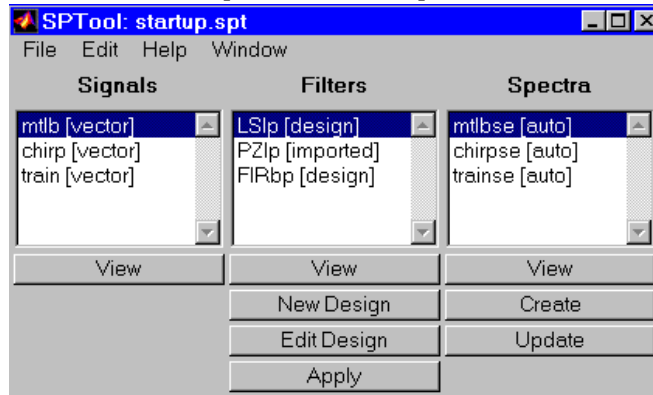 SPTool: startup.spt
File Edit Help Window
Signals Filters Spectra
mtlb [vector] LSlp [design] mtlbse [auto]
chirp [vector] PZlp [imported] chirpse [auto]
train [vector] FIRbp [design] trainse [auto]
View View View
New Design Create
Edit Design Update
Apply